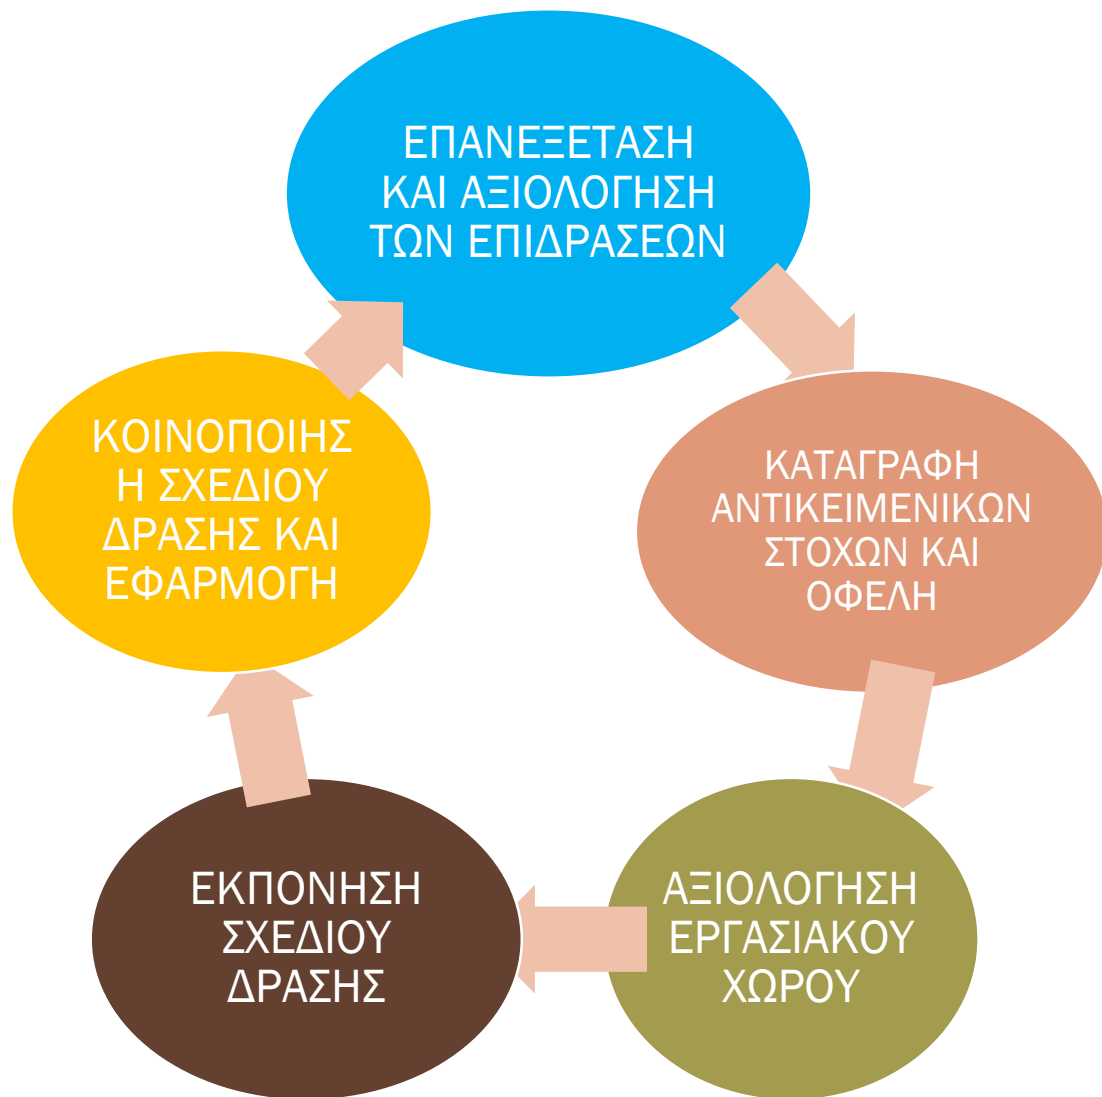 ΕΠΑΝΕΞΕΤΑΣΗ
ΚΑΙ ΑΞΙΟΛΟΓΗΣΗ
ΤΩΝ ΕΠΙΔΡΑΣΕΩΝ
ΚΑΤΑΓΡΑΦΗ
ΑΝΤΙΚΕΙΜΕΝΙΚΩΝ
ΣΤΟΧΩΝ ΚΑΙ
ΟΦΕΛΗ
ΑΞΙΟΛΟΓΗΣΗ
ΕΡΓΑΣΙΑΚΟΥ
ΧΩΡΟΥ
ΕΚΠΟΝΗΣΗ
ΣΧΕΔΙΟΥ
ΔΡΑΣΗΣ
ΚΟΙΝΟΠΟΙΗΣ
Η ΣΧΕΔΙΟΥ
ΔΡΑΣΗΣ ΚΑΙ
ΕΦΑΡΜΟΓΗ